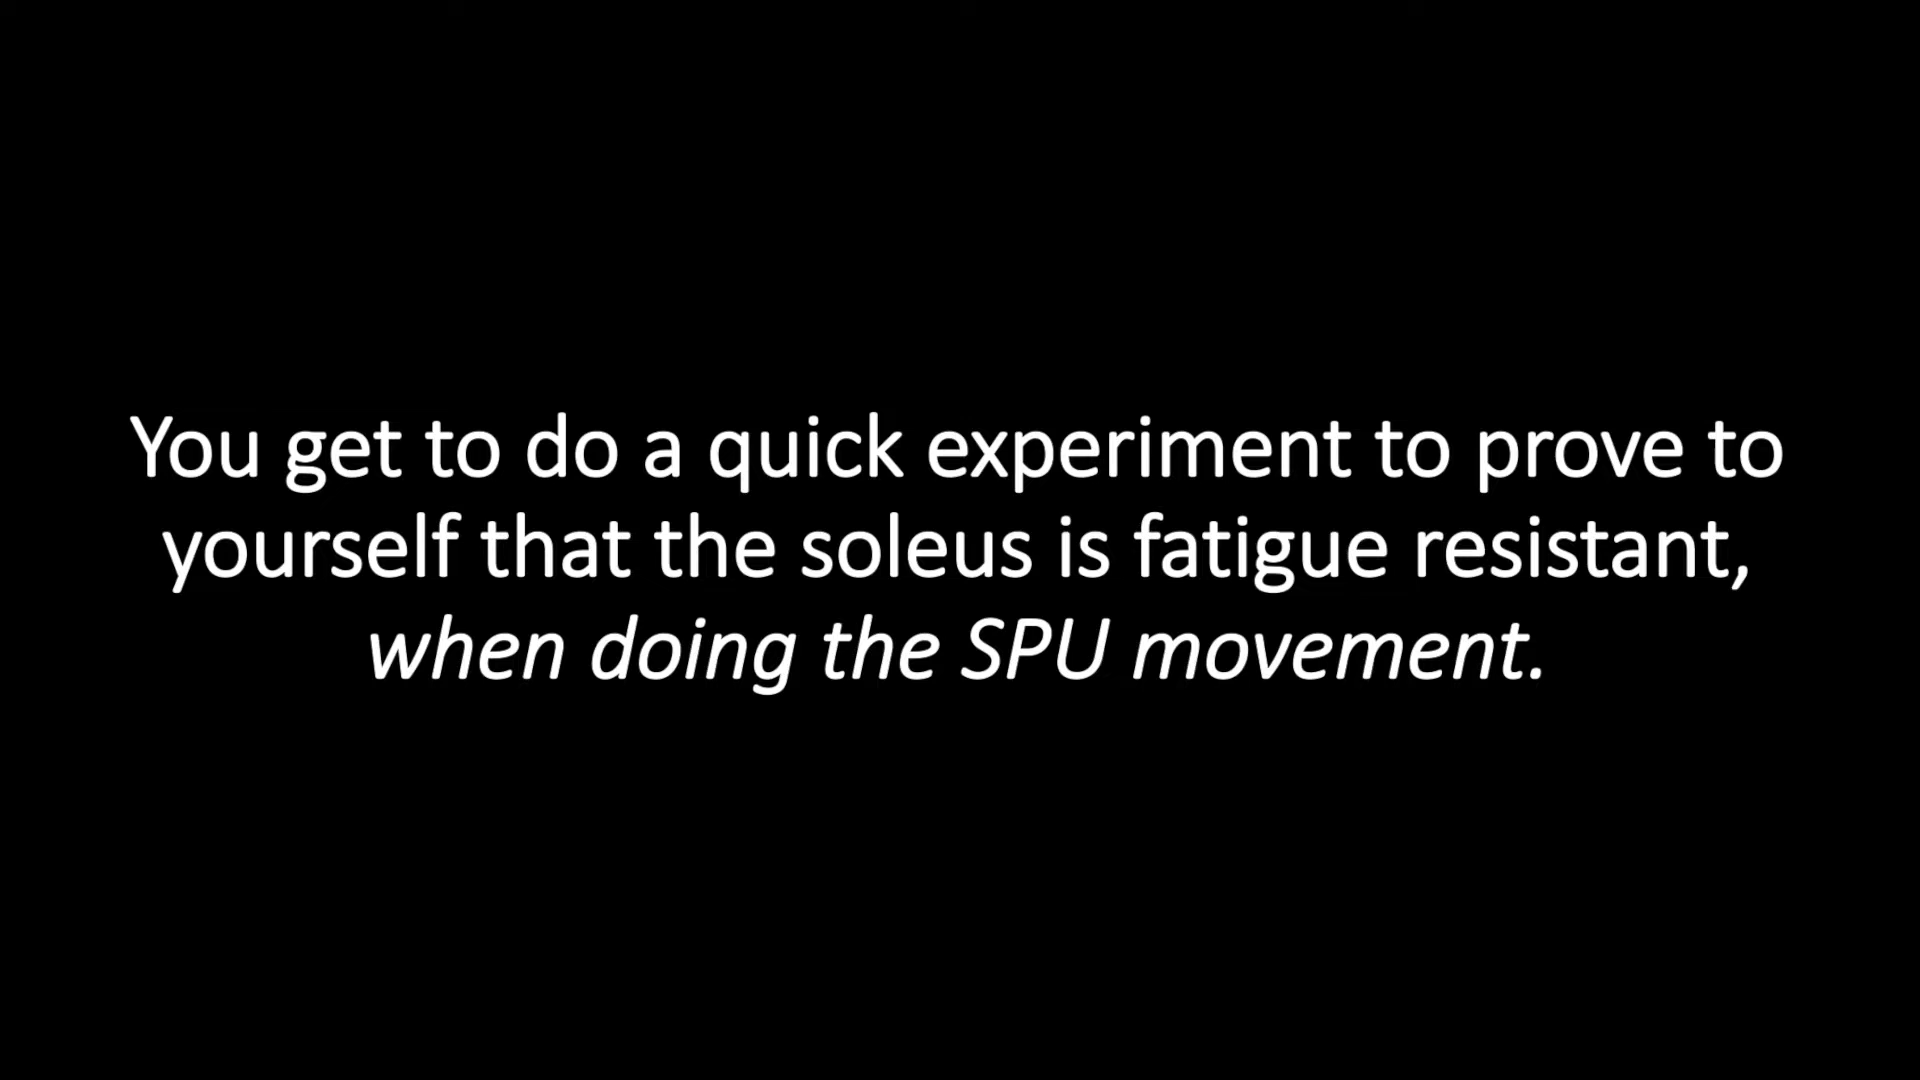 You get to do a quick experiment to prove to
yourself that the soleus is fatigue resistant,
when doing the SPU movement.